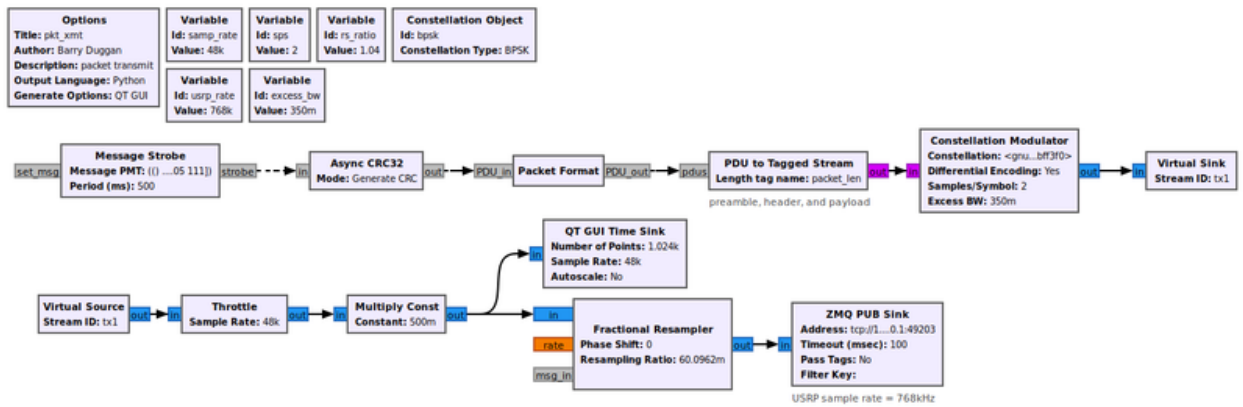 Options
Title: pkt_xmt
Author: Barry Duggan
Description: packet transmit
Output Language: Python
Generate Options: QT GUI
Variable
Id: samp_rate
Value: 48k
Variable
Id: sps
Value: 2
Variable
Id: rs_ratio
Value: 1.04
Constellation Object
Id: bpsk
Constellation Type: BPSK
Variable
Id: usrp_rate
Value: 768k
Variable
Id: excess_bw
Value: 350m
set_msg
Message Strobe
Message PMT: (() ....05 111])
Period (ms): 500
strobe
in
Async CRC32
Mode: Generate CRC
out
PDU_in
Packet Format
PDU_out
pdus
PDU to Tagged Stream
Length tag name: packet_len
out
preamble, header, and payload
in
Constellation Modulator
Constellation: <gnu...bff3f0>
Differential Encoding: Yes
Samples/Symbol: 2
Excess BW: 350m
out
in
Virtual Sink
Stream ID: tx1
Virtual Source
Stream ID: tx1
out
in
Throttle
Sample Rate: 48k
out
in
Multiply Const
Constant: 500m
out
in
QT GUI Time Sink
Number of Points: 1.024k
Sample Rate: 48k
Autoscale: No
in
rate
msg_in
Fractional Resampler
Phase Shift: 0
Resampling Ratio: 60.0962m
out
in
ZMQ PUB Sink
Address: tcp://1....0.1:49203
Timeout (msec): 100
Pass Tags: No
Filter Key:
USRP sample rate = 768kHz